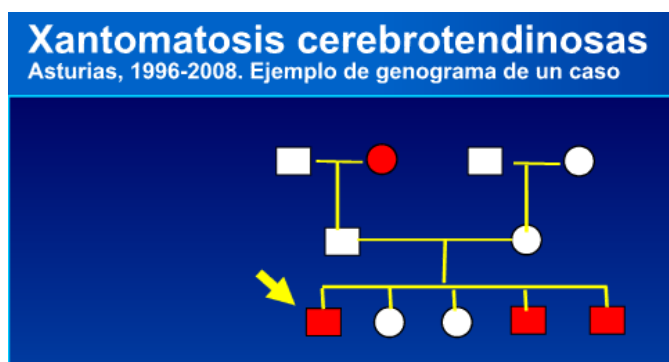 Xantomatosis cerebrotendinosas
Asturias, 1996-2008. Ejemplo de genograma de un caso